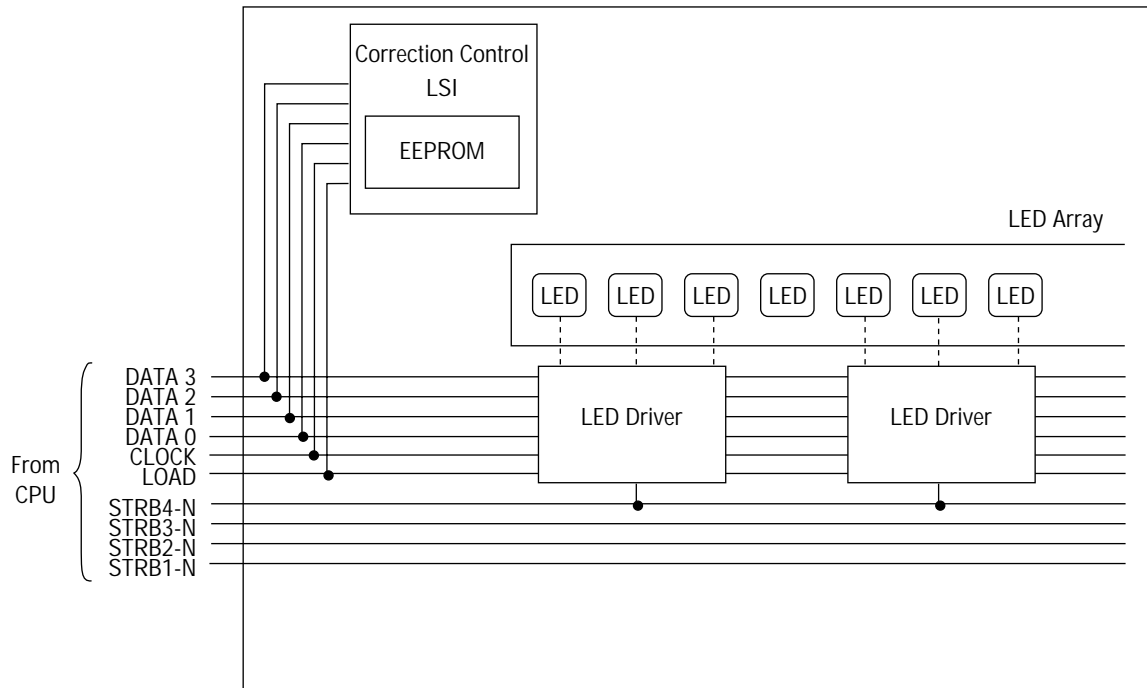 Correction Control
LSI
EEPROM
LED Array
LED LED LED LED LED LED LED
DATA 3
DATA 2
DATA 1
DATA 0
CLOCK
LOAD
LED Driver
LED Driver
From
CPU
STRB4-N
STRB3-N
STRB2-N
STRB1-N